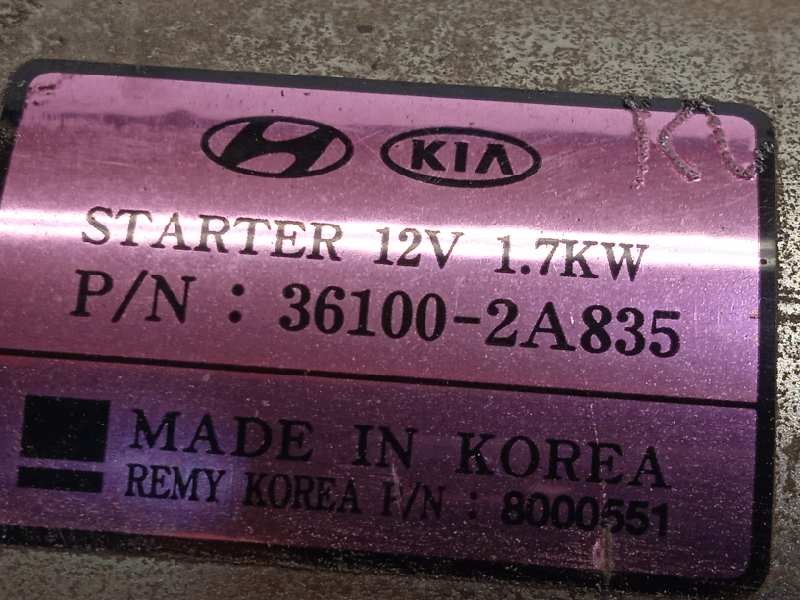 KIA
STARTER 12V 1.7KW
P/N : 36100-2A835
MADE IN KOREA
REMY KOREA P/N : 8000551